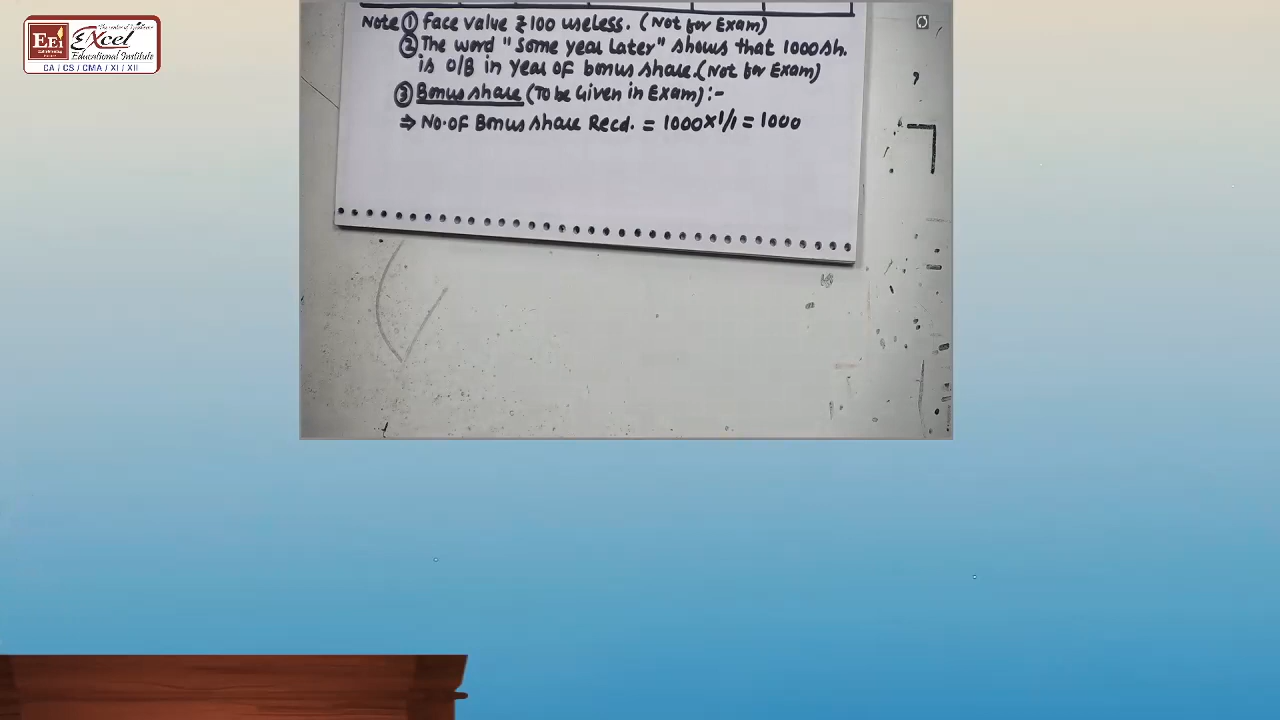 EEi
Excel
Educational Institute
CA / CS / CMA / XI / XII
Note ① Face value ₹100 useless. (Not for Exam)
② The word "Some year Later" shows that 1000 sh.
is O/B in year of bonus share. (Not for Exam)
③ Bonus share (To be Given in Exam) :-
⇒ No. of Bonus share Recd. = 1000 x 1/1 = 1000